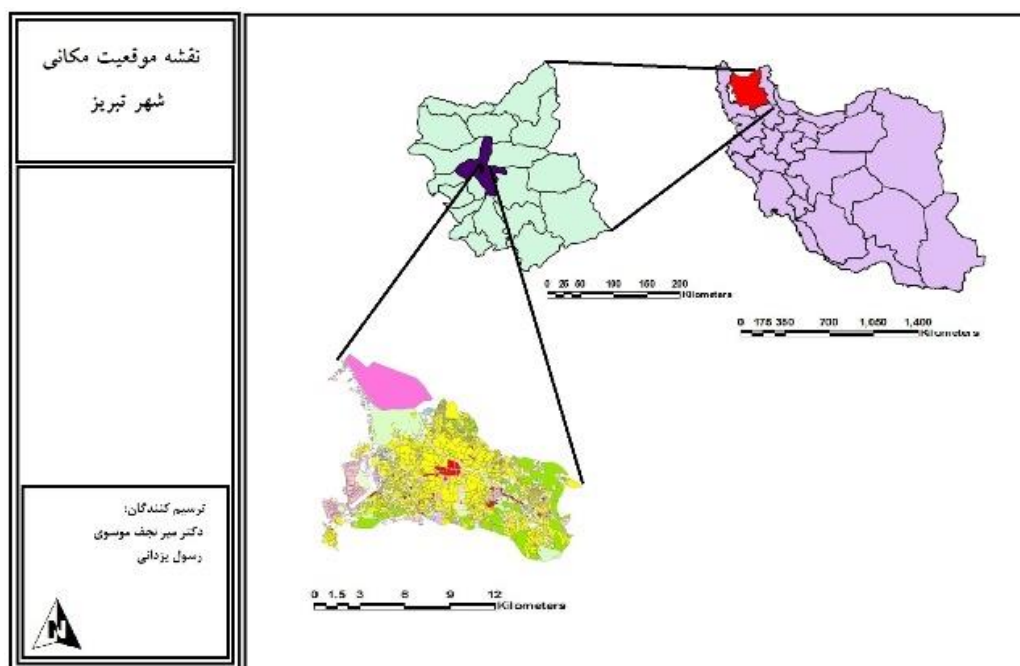 نقشه موقعیت مکانی
شهر تبریز
ترسیم کنندگان:
دکتر میر نجف موسوی
رسول یزدانی
N
0 25 50 100 150 200
Kilometers
0 175 350 700 1,050 1,400
Kilometers
0 1.5 3 6 9 12
Kilometers